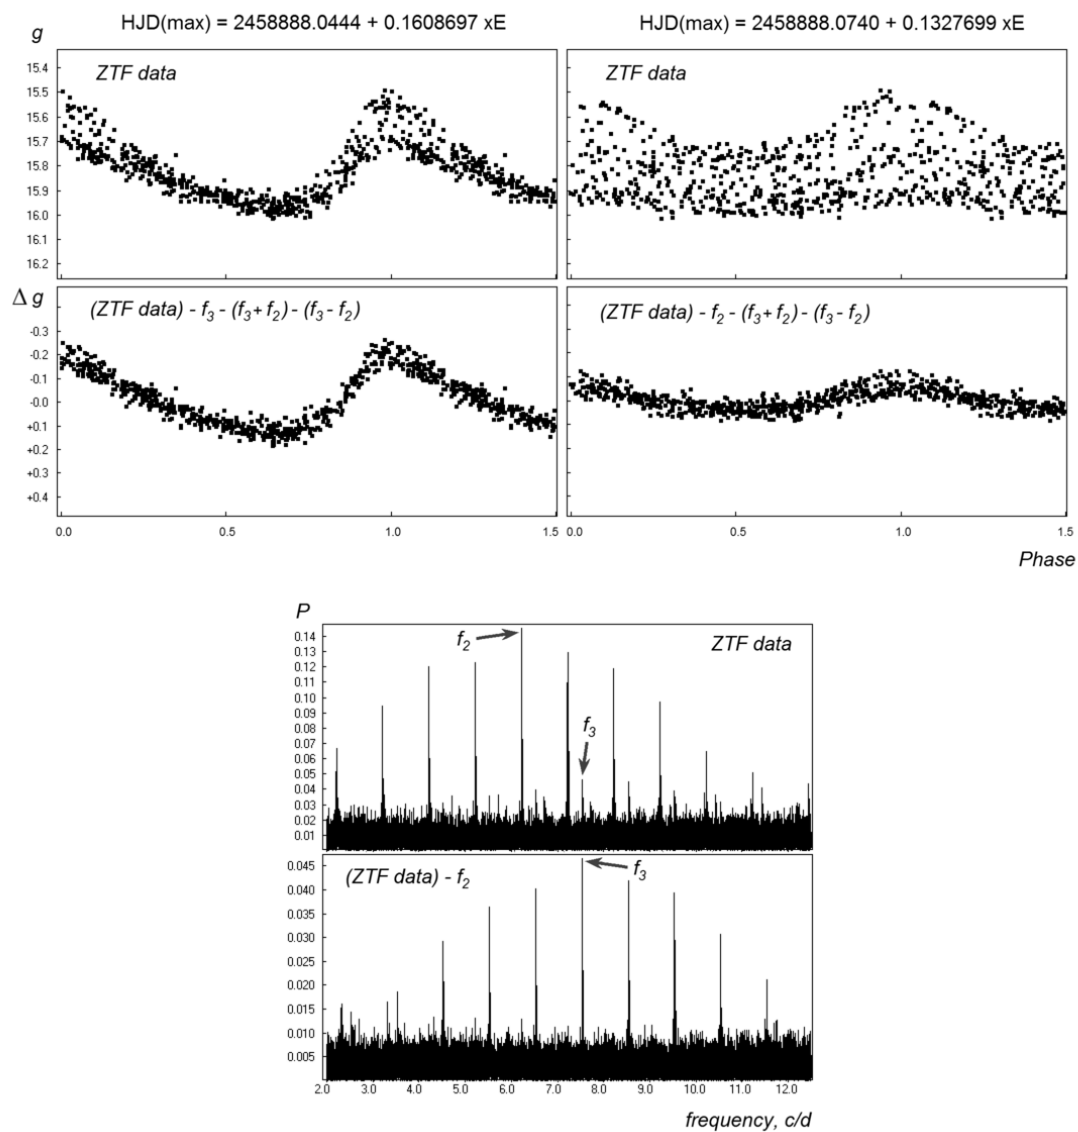 HJD(max) = 2458888.0444 + 0.1608697 xE
HJD(max) = 2458888.0740 + 0.1327699 xE
g
ZTF data
ZTF data
15.4
15.5
15.6
15.7
15.8
15.9
16.0
16.1
16.2
Δ g
(ZTF data) - f3 - (f3+ f2) - (f3 - f2)
(ZTF data) - f2 - (f3+ f2) - (f3 - f2)
-0.3
-0.2
-0.1
-0.0
+0.1
+0.2
+0.3
+0.4
0.0 0.5 1.0 1.5
0.0 0.5 1.0 1.5
Phase
P
f2
ZTF data
f3
0.14
0.13
0.12
0.11
0.10
0.09
0.08
0.07
0.06
0.05
0.04
0.03
0.02
0.01
(ZTF data) - f2
f3
0.045
0.040
0.035
0.030
0.025
0.020
0.015
0.010
0.005
2.0 3.0 4.0 5.0 6.0 7.0 8.0 9.0 10.0 11.0 12.0
frequency, c/d